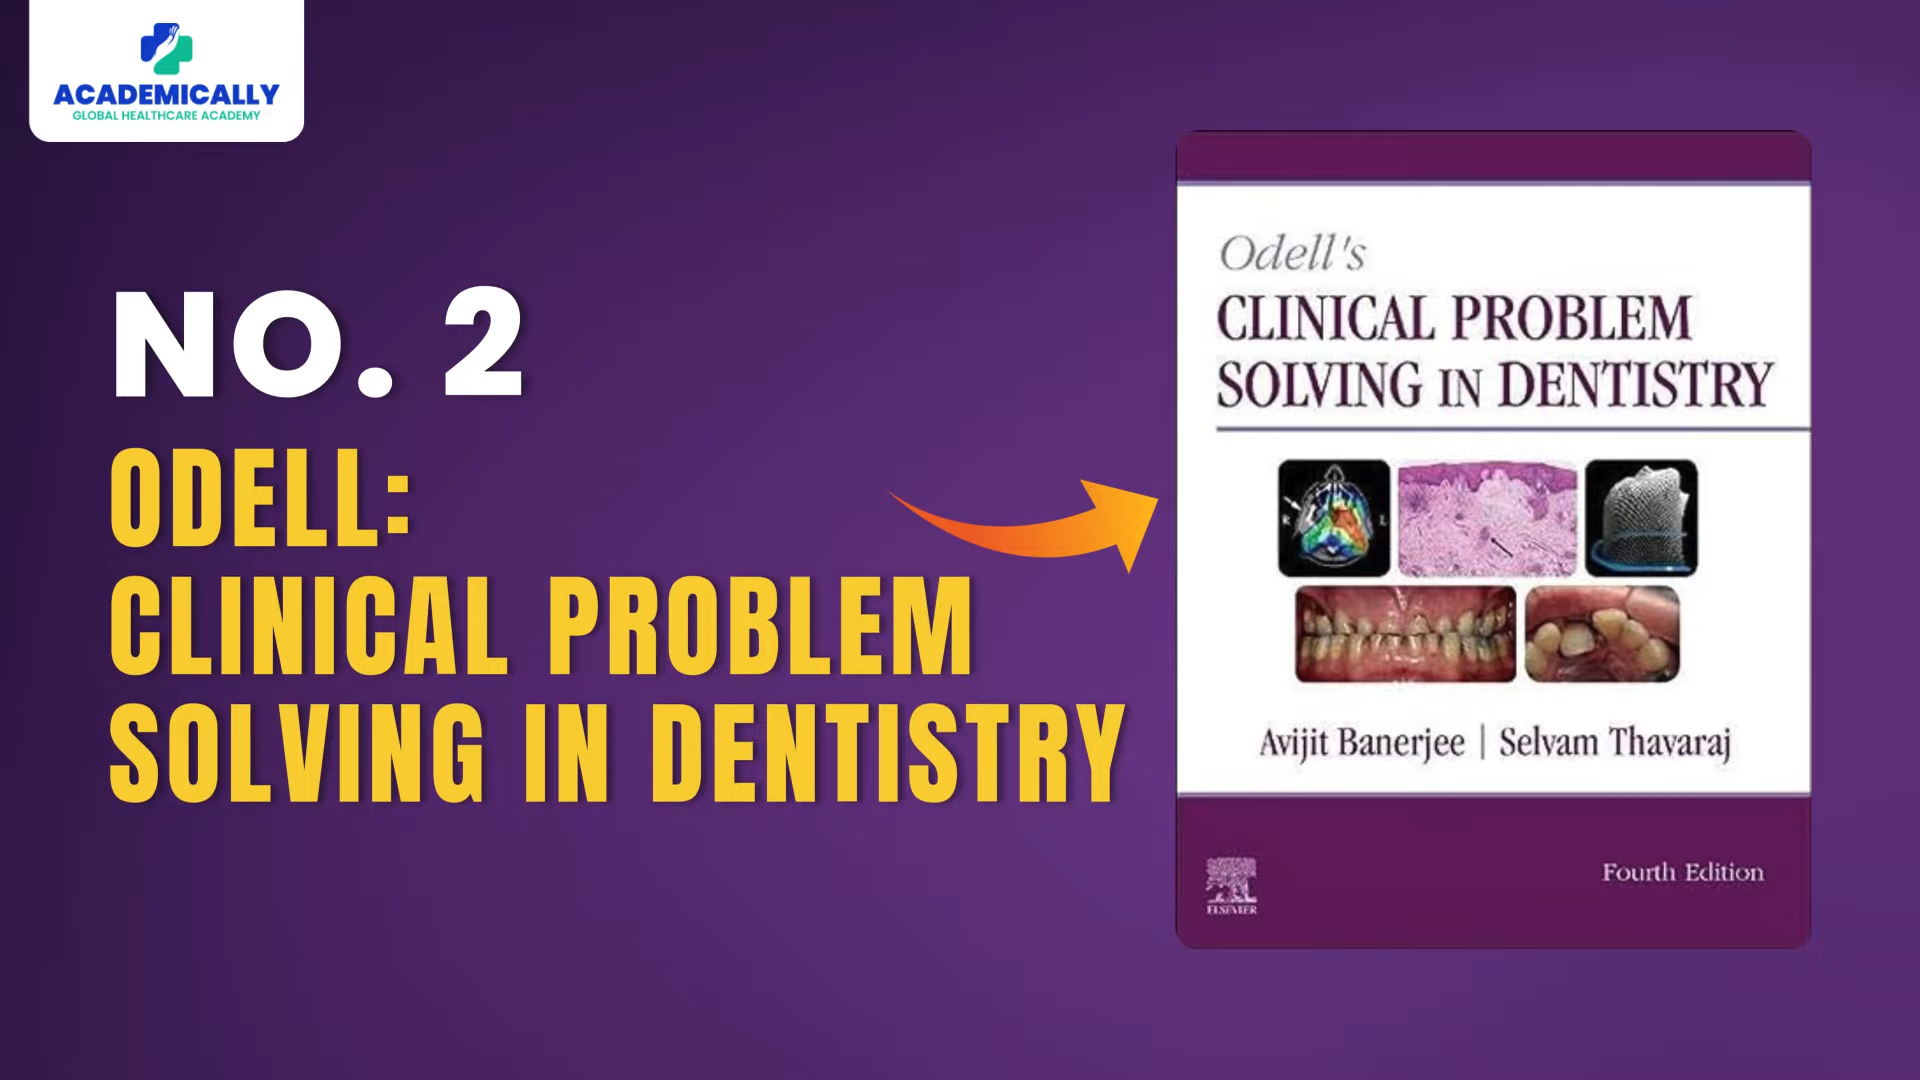 ACADEMICALLY
GLOBAL HEALTHCARE ACADEMY
NO. 2
ODELL:
CLINICAL PROBLEM
SOLVING IN DENTISTRY
Odell's
CLINICAL PROBLEM
SOLVING IN DENTISTRY
R L
Avijit Banerjee | Selvam Thavaraj
Fourth Edition
ELSEVIER